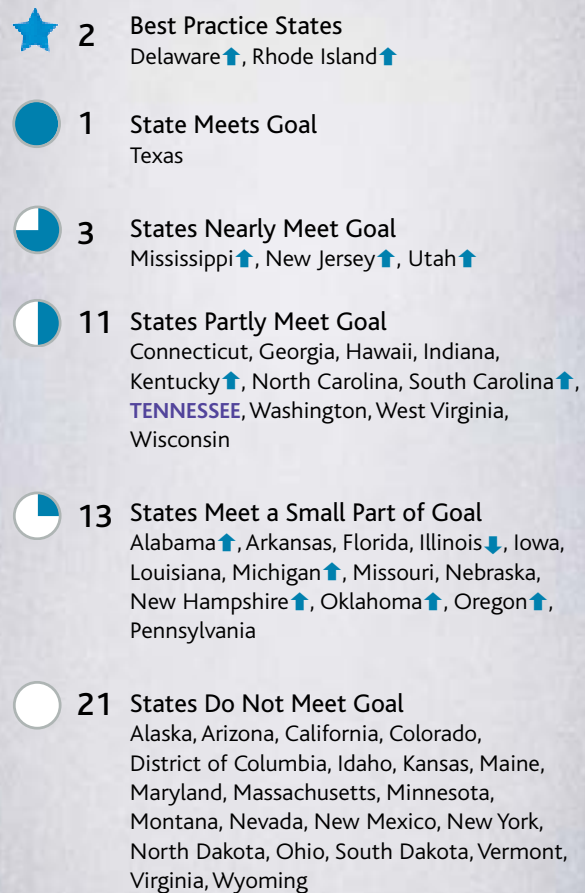 2 Best Practice States
Delaware⬆, Rhode Island⬆
1 State Meets Goal
Texas
3 States Nearly Meet Goal
Mississippi⬆, New Jersey⬆, Utah⬆
11 States Partly Meet Goal
Connecticut, Georgia, Hawaii, Indiana,
Kentucky⬆, North Carolina, South Carolina⬆,
TENNESSEE, Washington, West Virginia,
Wisconsin
13 States Meet a Small Part of Goal
Alabama⬆, Arkansas, Florida, Illinois⬇, Iowa,
Louisiana, Michigan⬆, Missouri, Nebraska,
New Hampshire⬆, Oklahoma⬆, Oregon⬆,
Pennsylvania
21 States Do Not Meet Goal
Alaska, Arizona, California, Colorado,
District of Columbia, Idaho, Kansas, Maine,
Maryland, Massachusetts, Minnesota,
Montana, Nevada, New Mexico, New York,
North Dakota, Ohio, South Dakota, Vermont,
Virginia, Wyoming